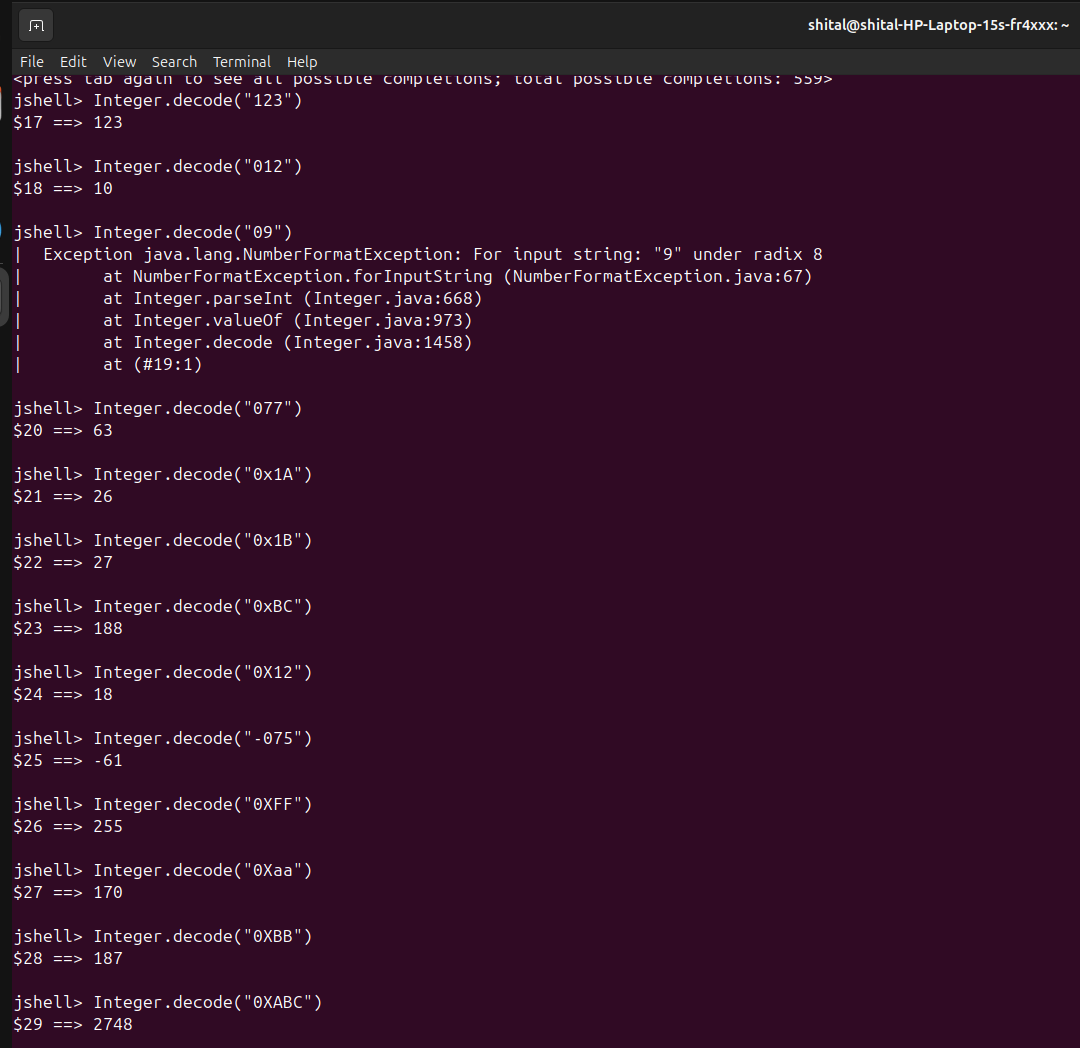 shital@shital-HP-Laptop-15s-fr4xxx: ~
File Edit View Search Terminal Help
<press tab again to see all possible completions; total possible completions: 559>
jshell> Integer.decode("123")
$17 ==> 123
jshell> Integer.decode("012")
$18 ==> 10
jshell> Integer.decode("09")
|  Exception java.lang.NumberFormatException: For input string: "9" under radix 8
|        at NumberFormatException.forInputString (NumberFormatException.java:67)
|        at Integer.parseInt (Integer.java:668)
|        at Integer.valueOf (Integer.java:973)
|        at Integer.decode (Integer.java:1458)
|        at (#19:1)
jshell> Integer.decode("077")
$20 ==> 63
jshell> Integer.decode("0x1A")
$21 ==> 26
jshell> Integer.decode("0x1B")
$22 ==> 27
jshell> Integer.decode("0xBC")
$23 ==> 188
jshell> Integer.decode("0X12")
$24 ==> 18
jshell> Integer.decode("-075")
$25 ==> -61
jshell> Integer.decode("0XFF")
$26 ==> 255
jshell> Integer.decode("0Xaa")
$27 ==> 170
jshell> Integer.decode("0XBB")
$28 ==> 187
jshell> Integer.decode("0XABC")
$29 ==> 2748